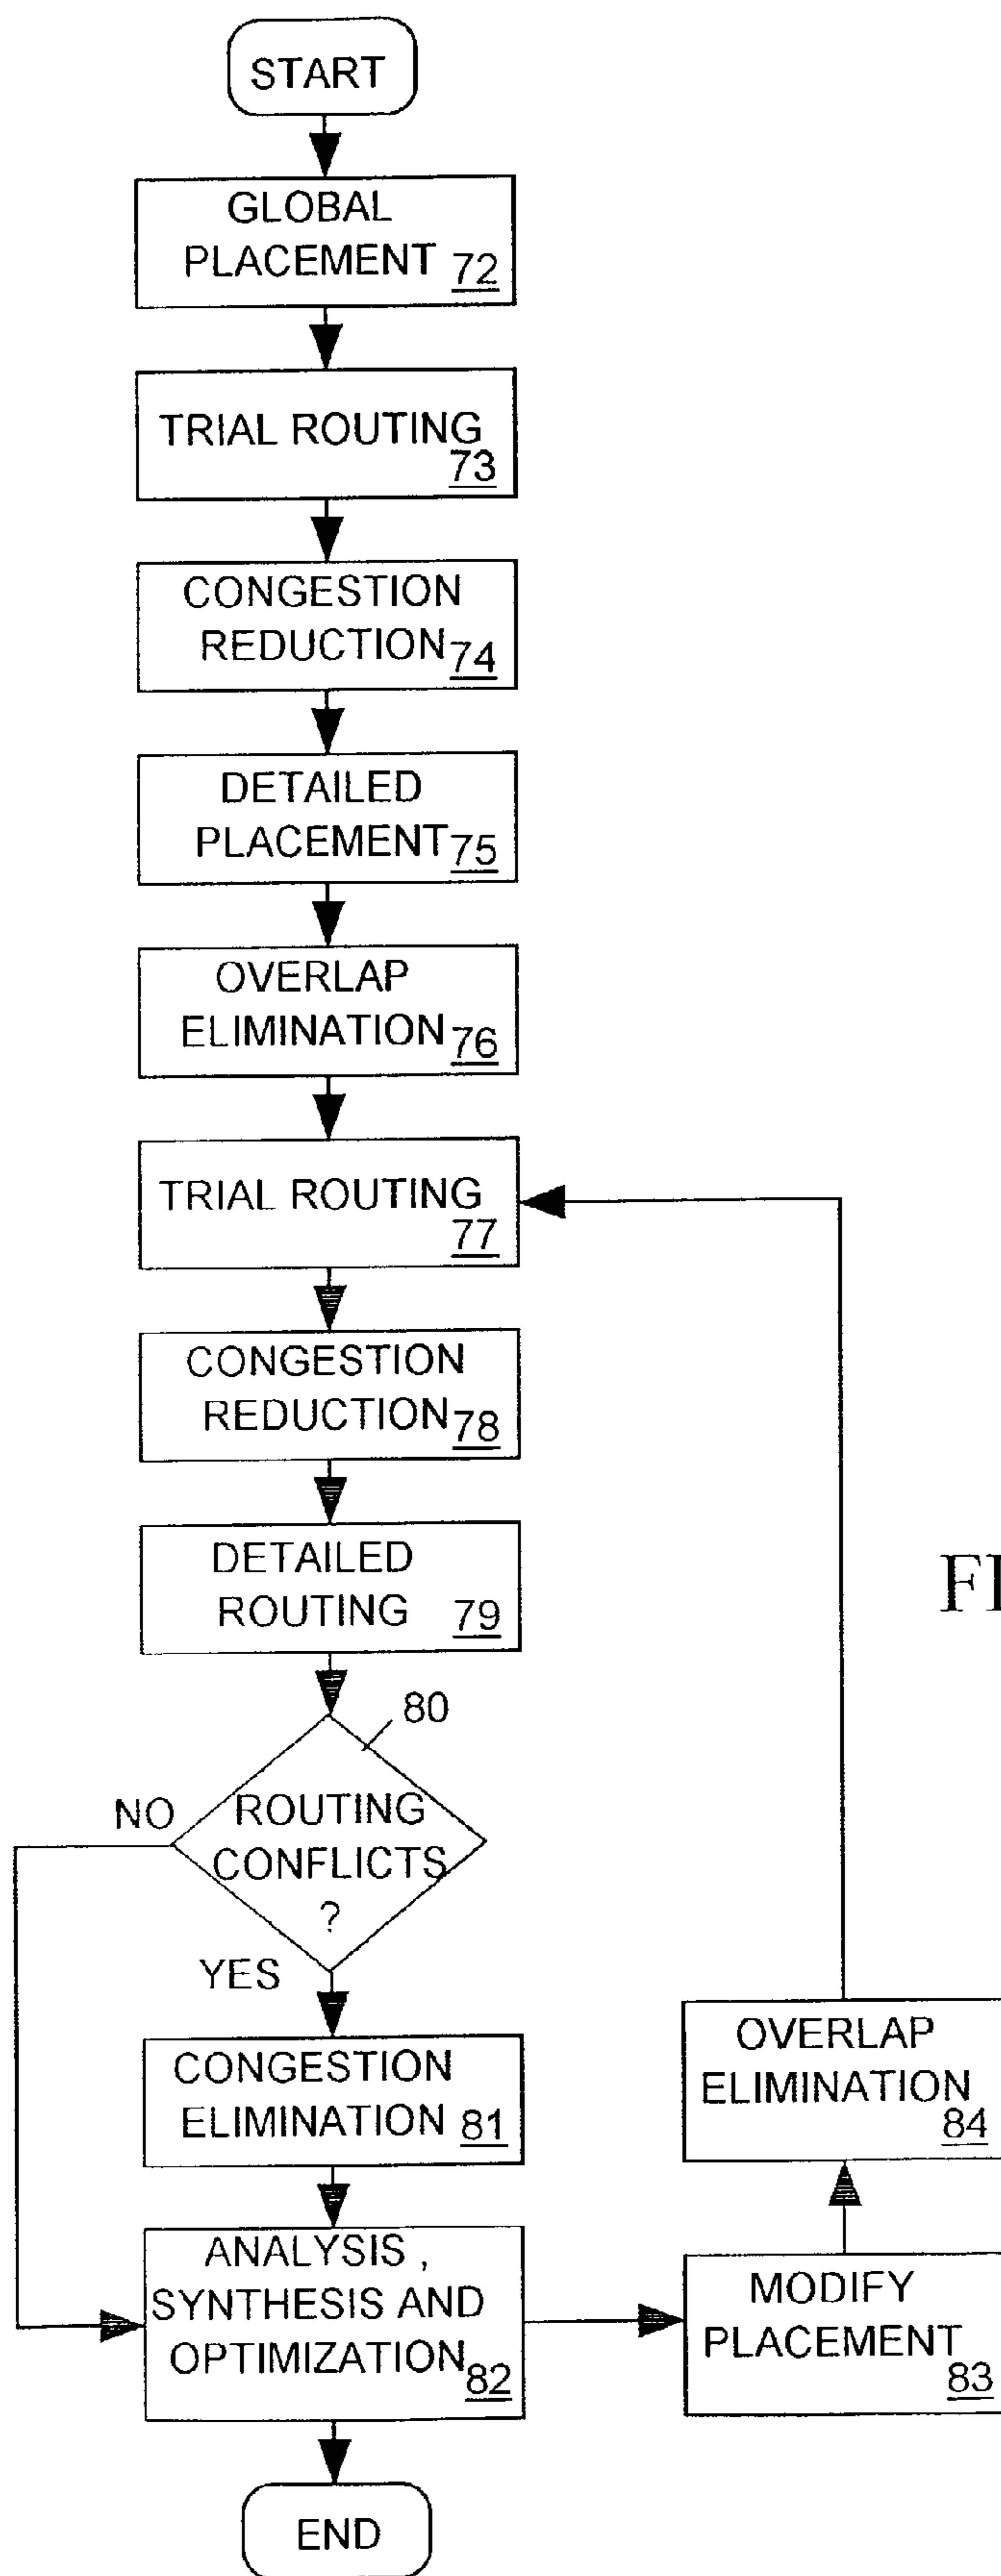 START
GLOBAL
PLACEMENT 72
TRIAL ROUTING
73
CONGESTION
REDUCTION 74
DETAILED
PLACEMENT 75
OVERLAP
ELIMINATION 76
TRIAL ROUTING
77
CONGESTION
REDUCTION 78
DETAILED
ROUTING 79
80
NO
ROUTING
CONFLICTS
?
YES
CONGESTION
ELIMINATION 81
ANALYSIS,
SYNTHESIS AND
OPTIMIZATION 82
OVERLAP
ELIMINATION
84
MODIFY
PLACEMENT
83
END